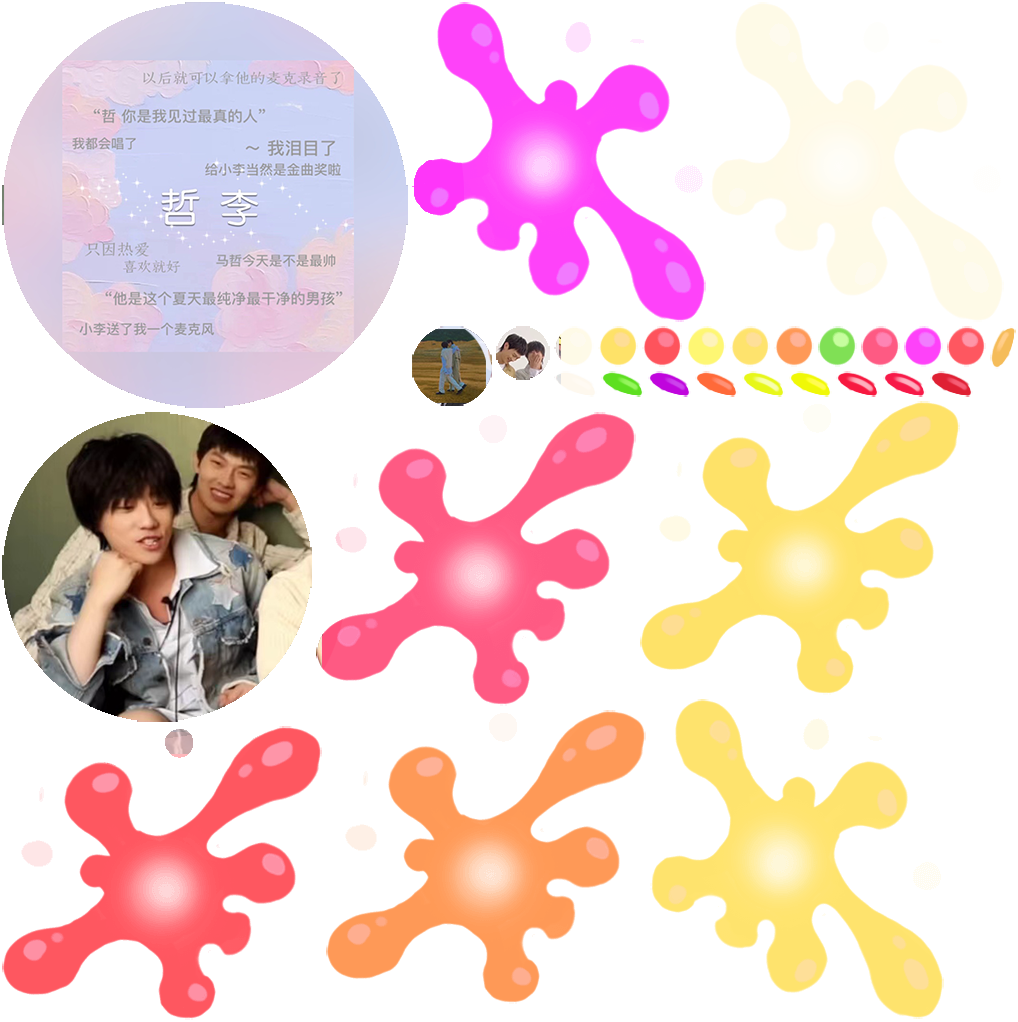 以后就可以拿他的麦克录音了
“哲 你是我见过最真的人”
我都会唱了
～ 我泪目了
给小李当然是金曲奖啦
哲 李
只因热爱
喜欢就好
马哲今天是不是最帅
“他是这个夏天最纯净最干净的男孩”
小李送了我一个麦克风